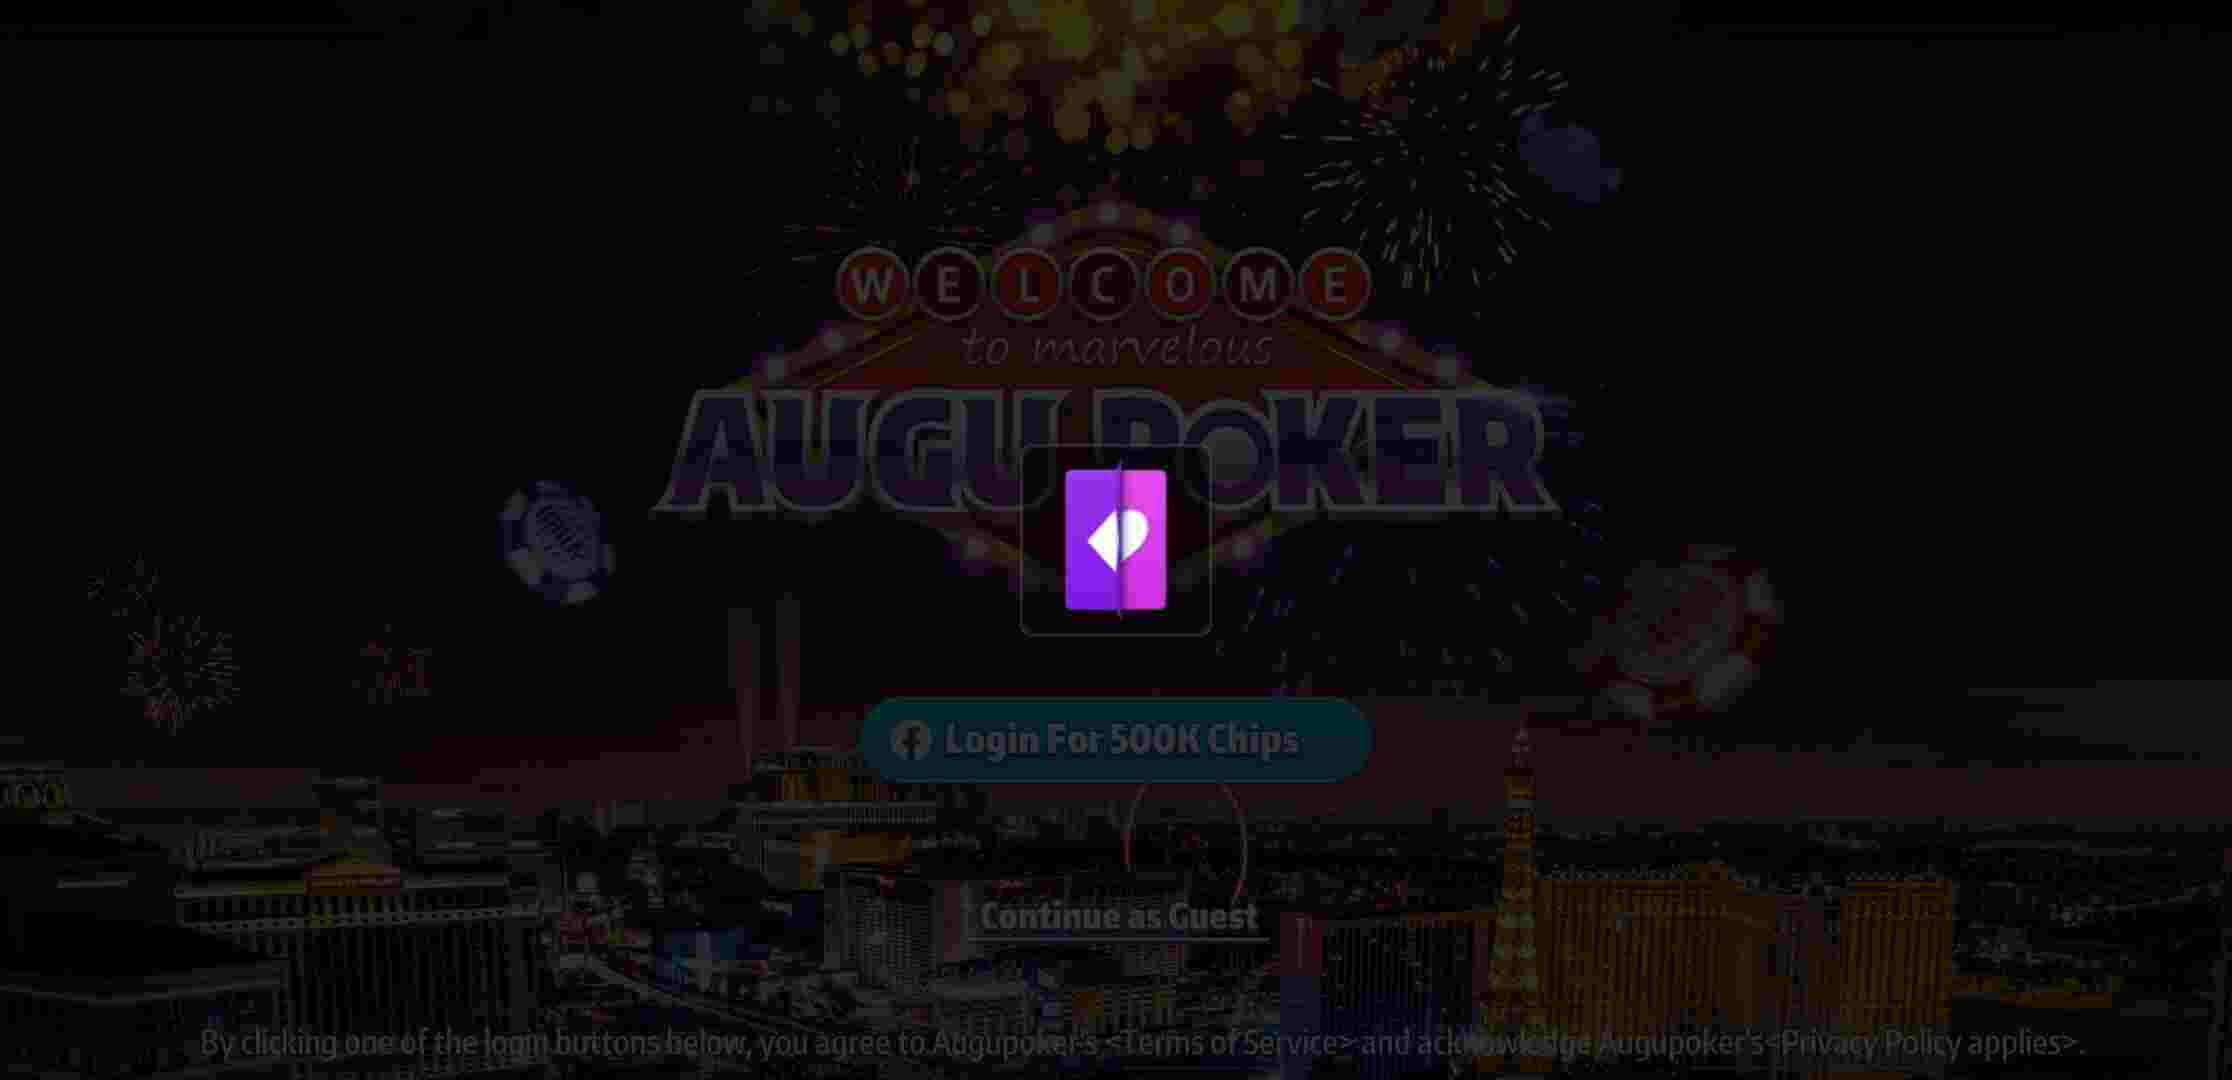 WELCOME
to marvelous
AUGU POKER
Login For 500K Chips
Continue as Guest
By clicking one of the login buttons below, you agree to Augupoker's <Terms of Service> and acknowledge Augupoker's<Privacy Policy applies>.